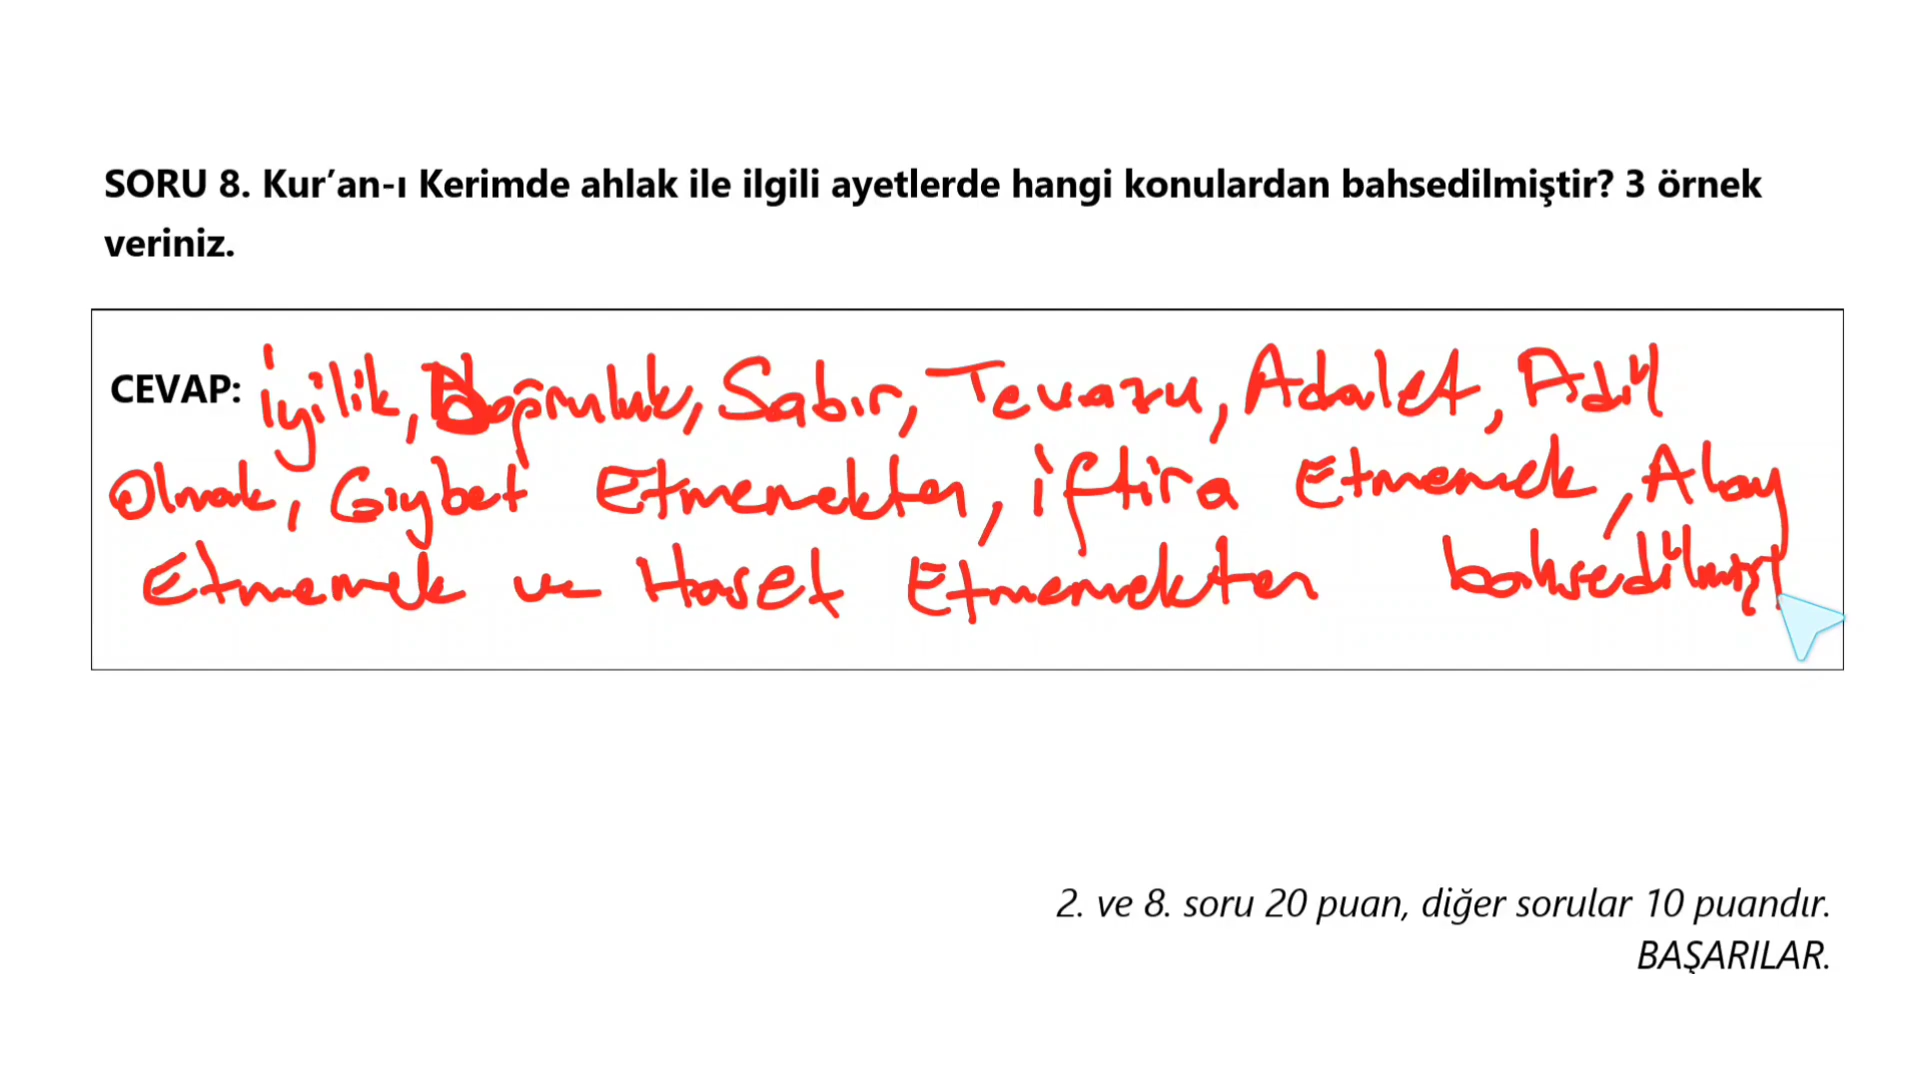 SORU 8. Kur’an-ı Kerimde ahlak ile ilgili ayetlerde hangi konulardan bahsedilmiştir? 3 örnek
veriniz.
CEVAP: İyilik, Doğruluk, Sabır, Tevazu, Adalet, Adil
Olmak, Gıybet Etmemekten, iftira Etmemek, Alay
Etmemek ve Haset Etmemekten bahsedilmişt
2. ve 8. soru 20 puan, diğer sorular 10 puandır.
BAŞARILAR.